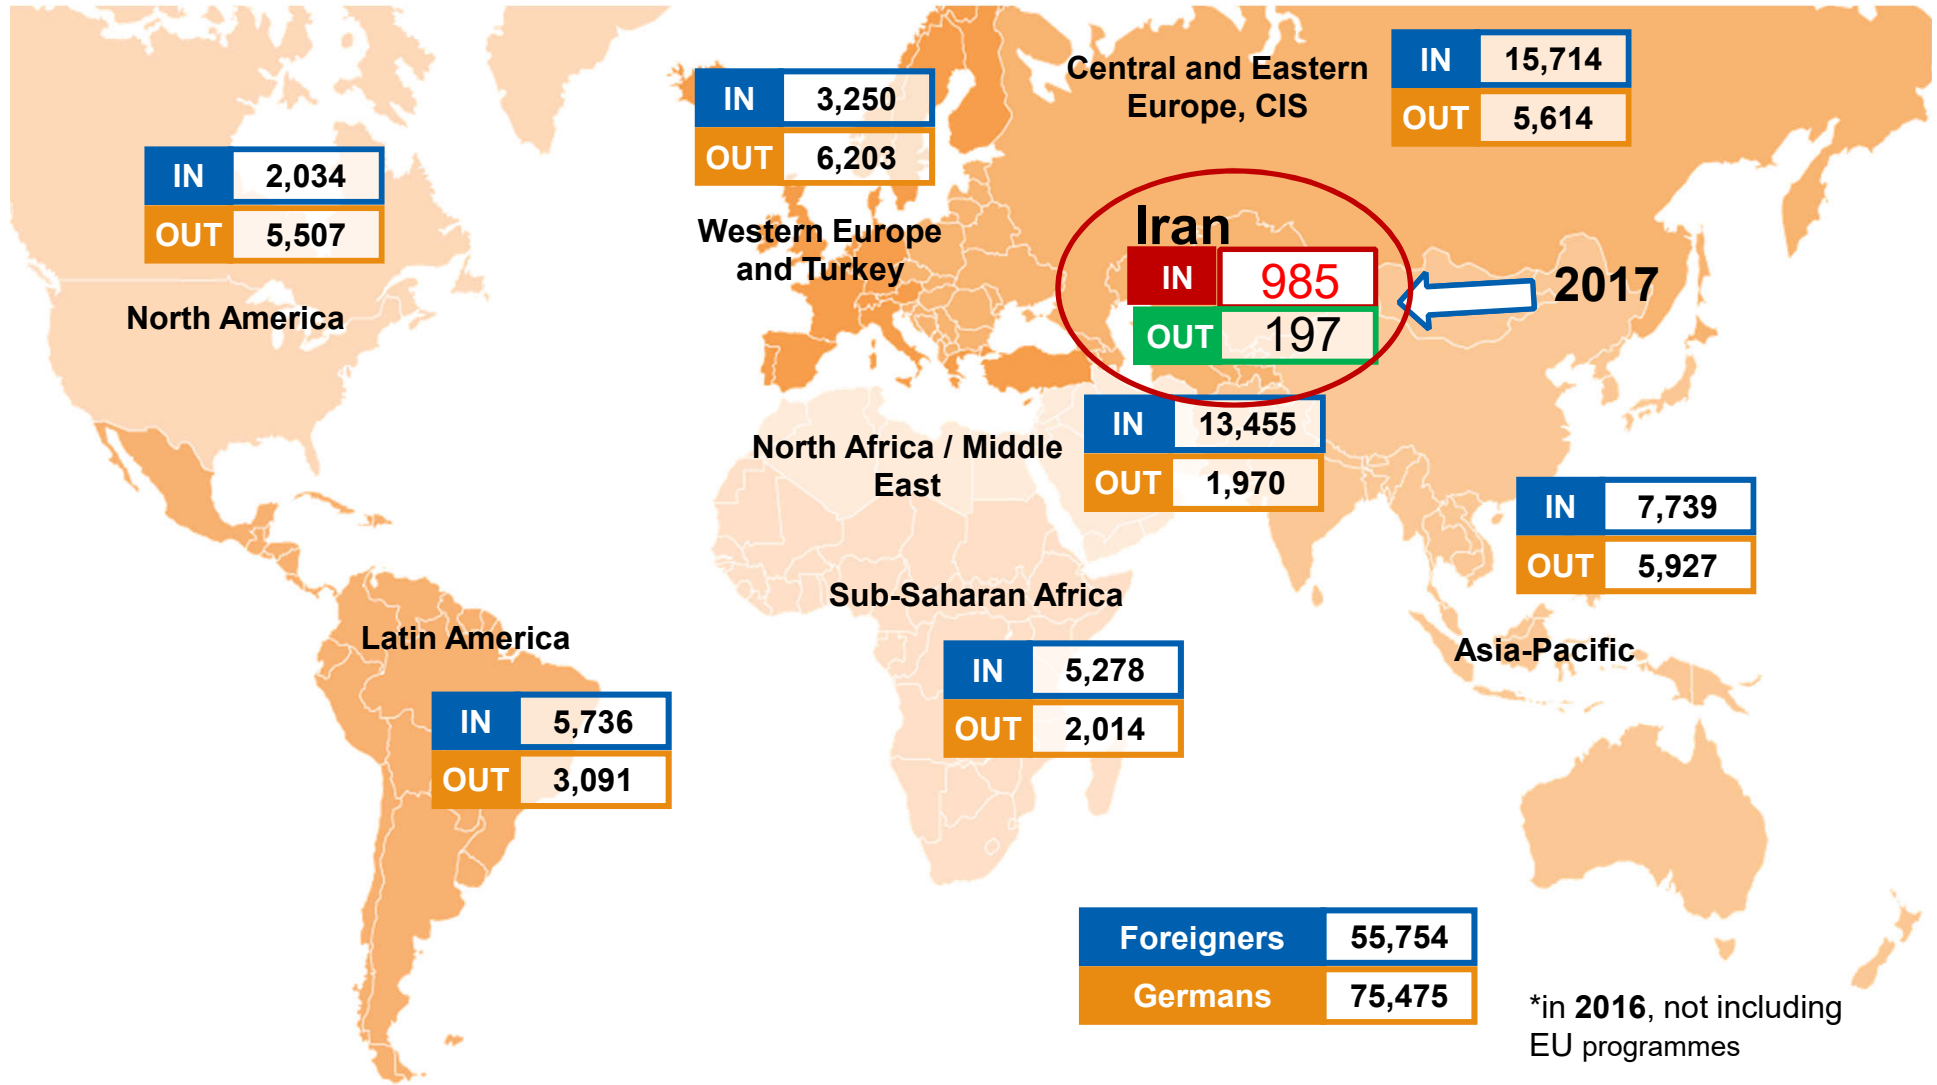 IN 2,034
OUT 5,507
North America
IN 3,250
OUT 6,203
Western Europe
and Turkey
Central and Eastern
Europe, CIS
IN 15,714
OUT 5,614
Iran
IN 985
OUT 197
2017
North Africa / Middle
East
IN 13,455
OUT 1,970
IN 7,739
OUT 5,927
Asia-Pacific
Sub-Saharan Africa
IN 5,278
OUT 2,014
Latin America
IN 5,736
OUT 3,091
Foreigners 55,754
Germans 75,475
*in 2016, not including
EU programmes